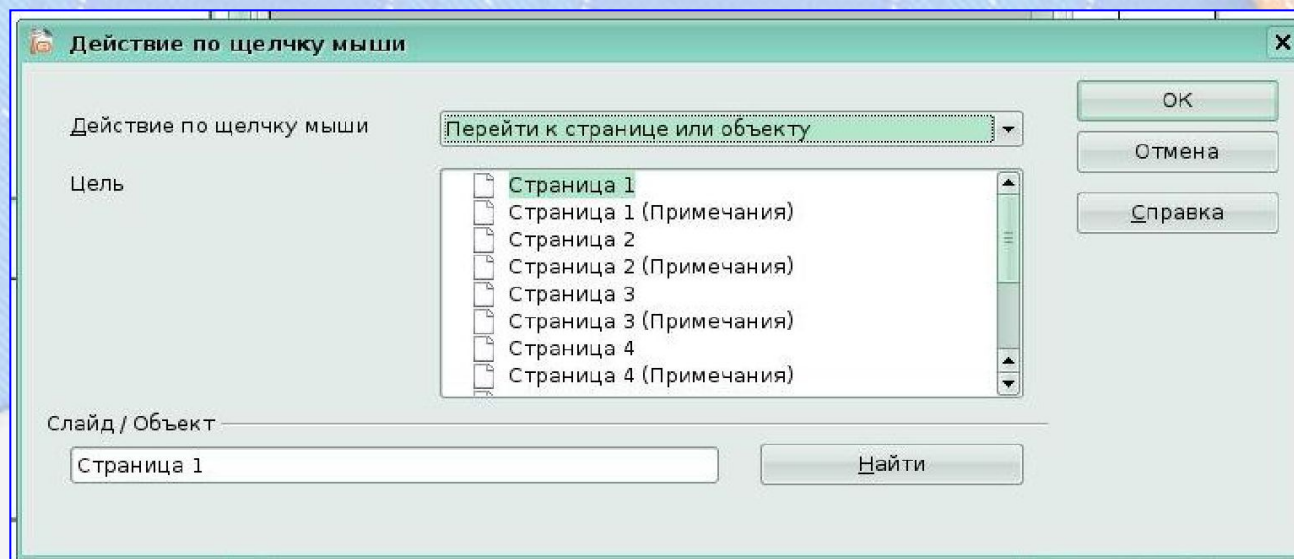 Действие по щелчку мыши
Действие по щелчку мыши
Перейти к странице или объекту
ОК
Отмена
Справка
Цель
Страница 1
Страница 1 (Примечания)
Страница 2
Страница 2 (Примечания)
Страница 3
Страница 3 (Примечания)
Страница 4
Страница 4 (Примечания)
Слайд / Объект
Страница 1
Найти